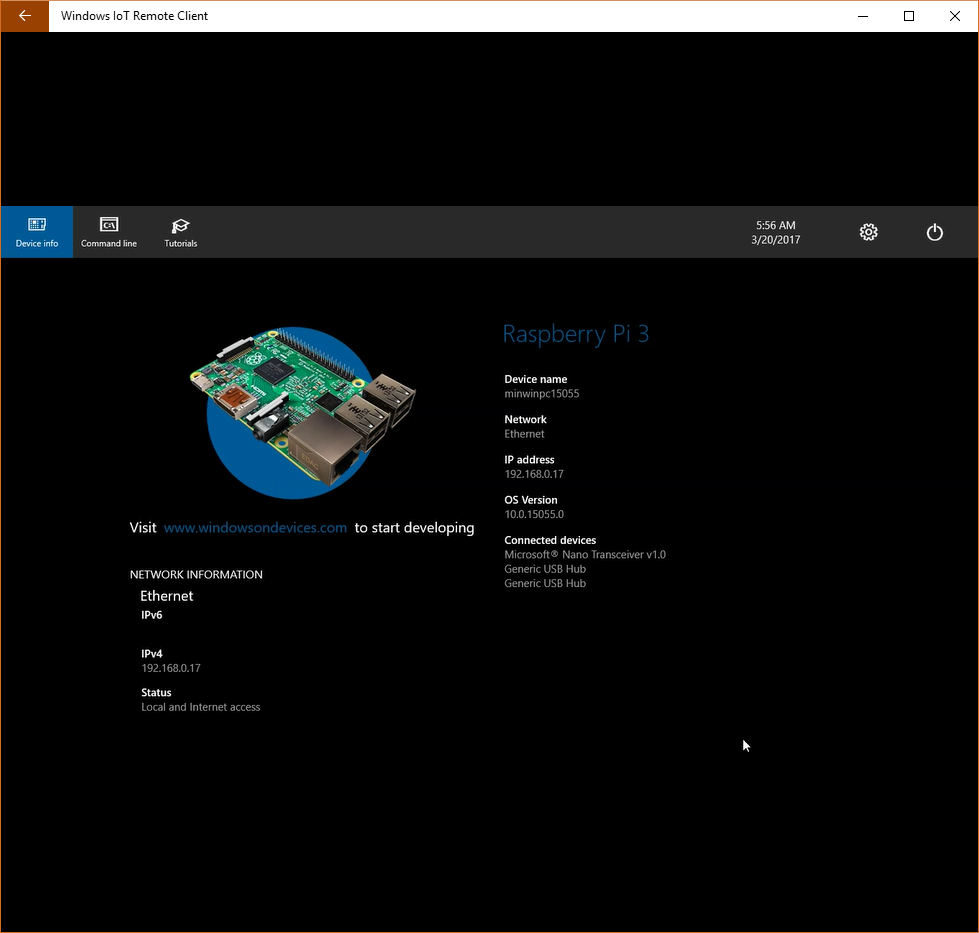 Windows IoT Remote Client
Device info
Command line
Tutorials
5:56 AM
3/20/2017
Raspberry Pi 3
Device name
minwinpc15055
Network
Ethernet
IP address
192.168.0.17
OS Version
10.0.15055.0
Connected devices
Microsoft® Nano Transceiver v1.0
Generic USB Hub
Generic USB Hub
Visit www.windowsondevices.com to start developing
NETWORK INFORMATION
Ethernet
IPv6
IPv4
192.168.0.17
Status
Local and Internet access